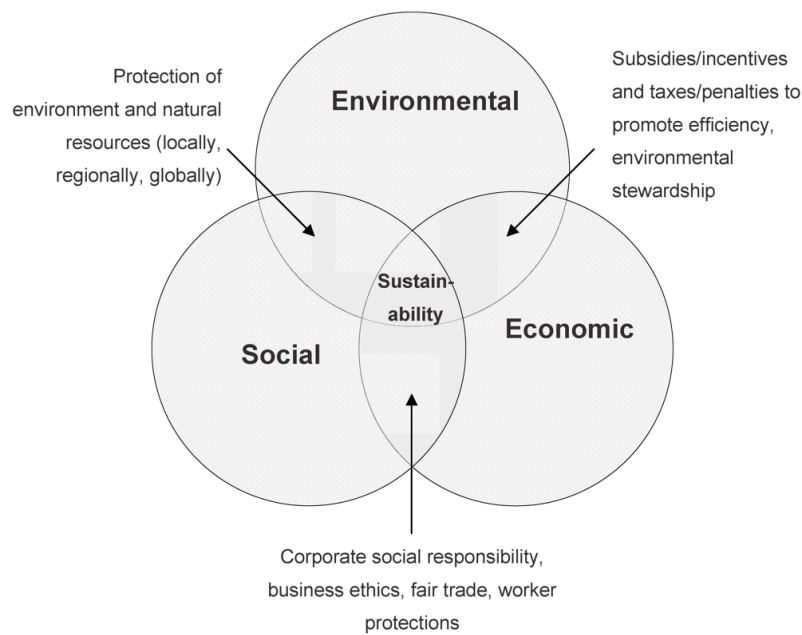 Environmental
Protection of
environment and natural
resources (locally,
regionally, globally)
Subsidies/incentives
and taxes/penalties to
promote efficiency,
environmental
stewardship
Sustain-
ability
Social
Economic
Corporate social responsibility,
business ethics, fair trade, worker
protections